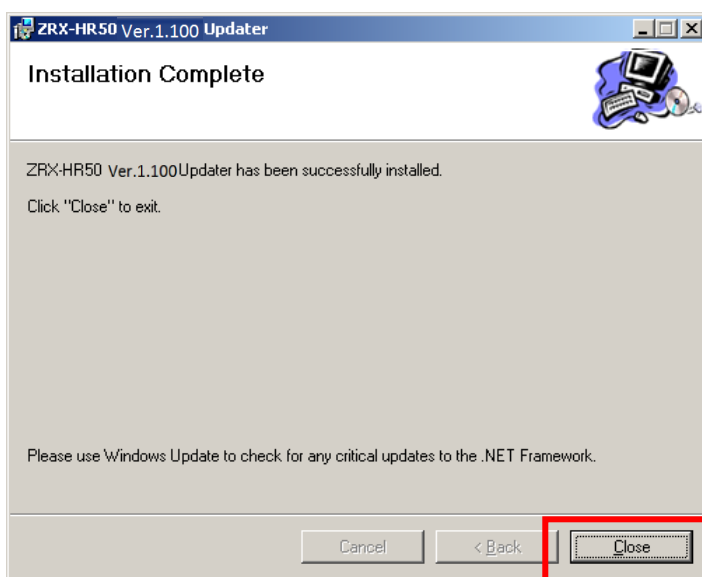 ZRX-HR50 Ver.1.100 Updater
Installation Complete
ZRX-HR50 Ver.1.100Updater has been successfully installed.
Click "Close" to exit.
Please use Windows Update to check for any critical updates to the .NET Framework.
Cancel < Back Close